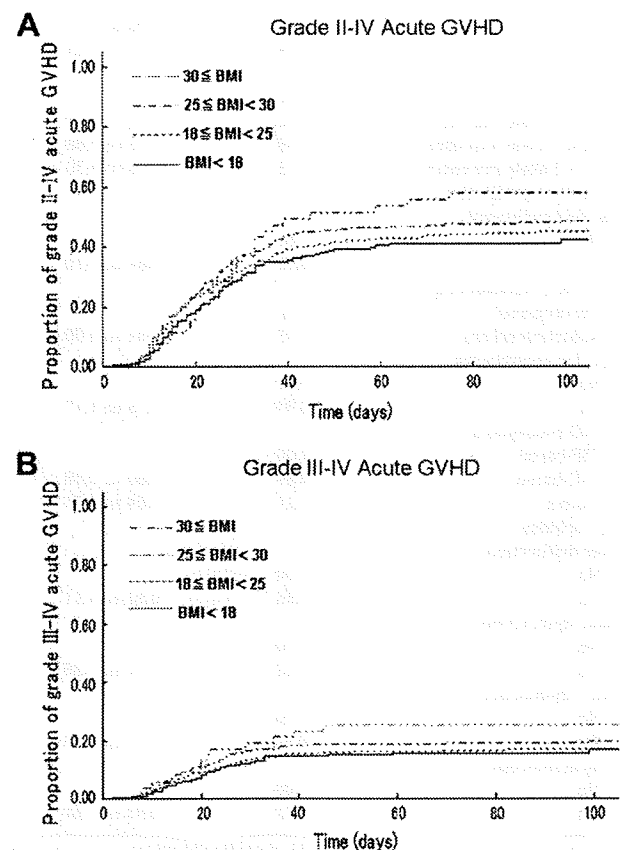 A
Grade II-IV Acute GVHD
Proportion of grade II-IV acute GVHD
1.00
0.80
0.60
0.40
0.20
0.00
30≦ BMI
25≦ BMI< 30
18≦ BMI< 25
BMI< 18
0
20
40
60
80
100
Time (days)
B
Grade III-IV Acute GVHD
Proportion of grade III-IV acute GVHD
1.00
0.80
0.60
0.40
0.20
0.00
30≦ BMI
25≦ BMI< 30
18≦ BMI< 25
BMI< 18
0
20
40
60
80
100
Time (days)